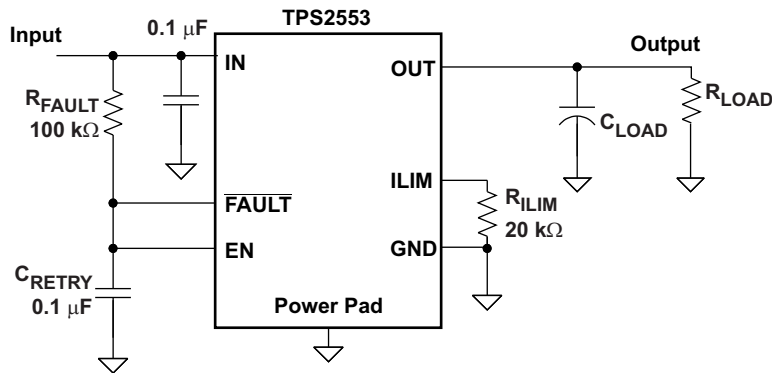 TPS2553
Input
0.1 μF
IN
OUT
Output
R_FAULT
100 kΩ
R_LOAD
C_LOAD
ILIM
FAULT
R_ILIM
20 kΩ
EN
GND
C_RETRY
0.1 μF
Power Pad